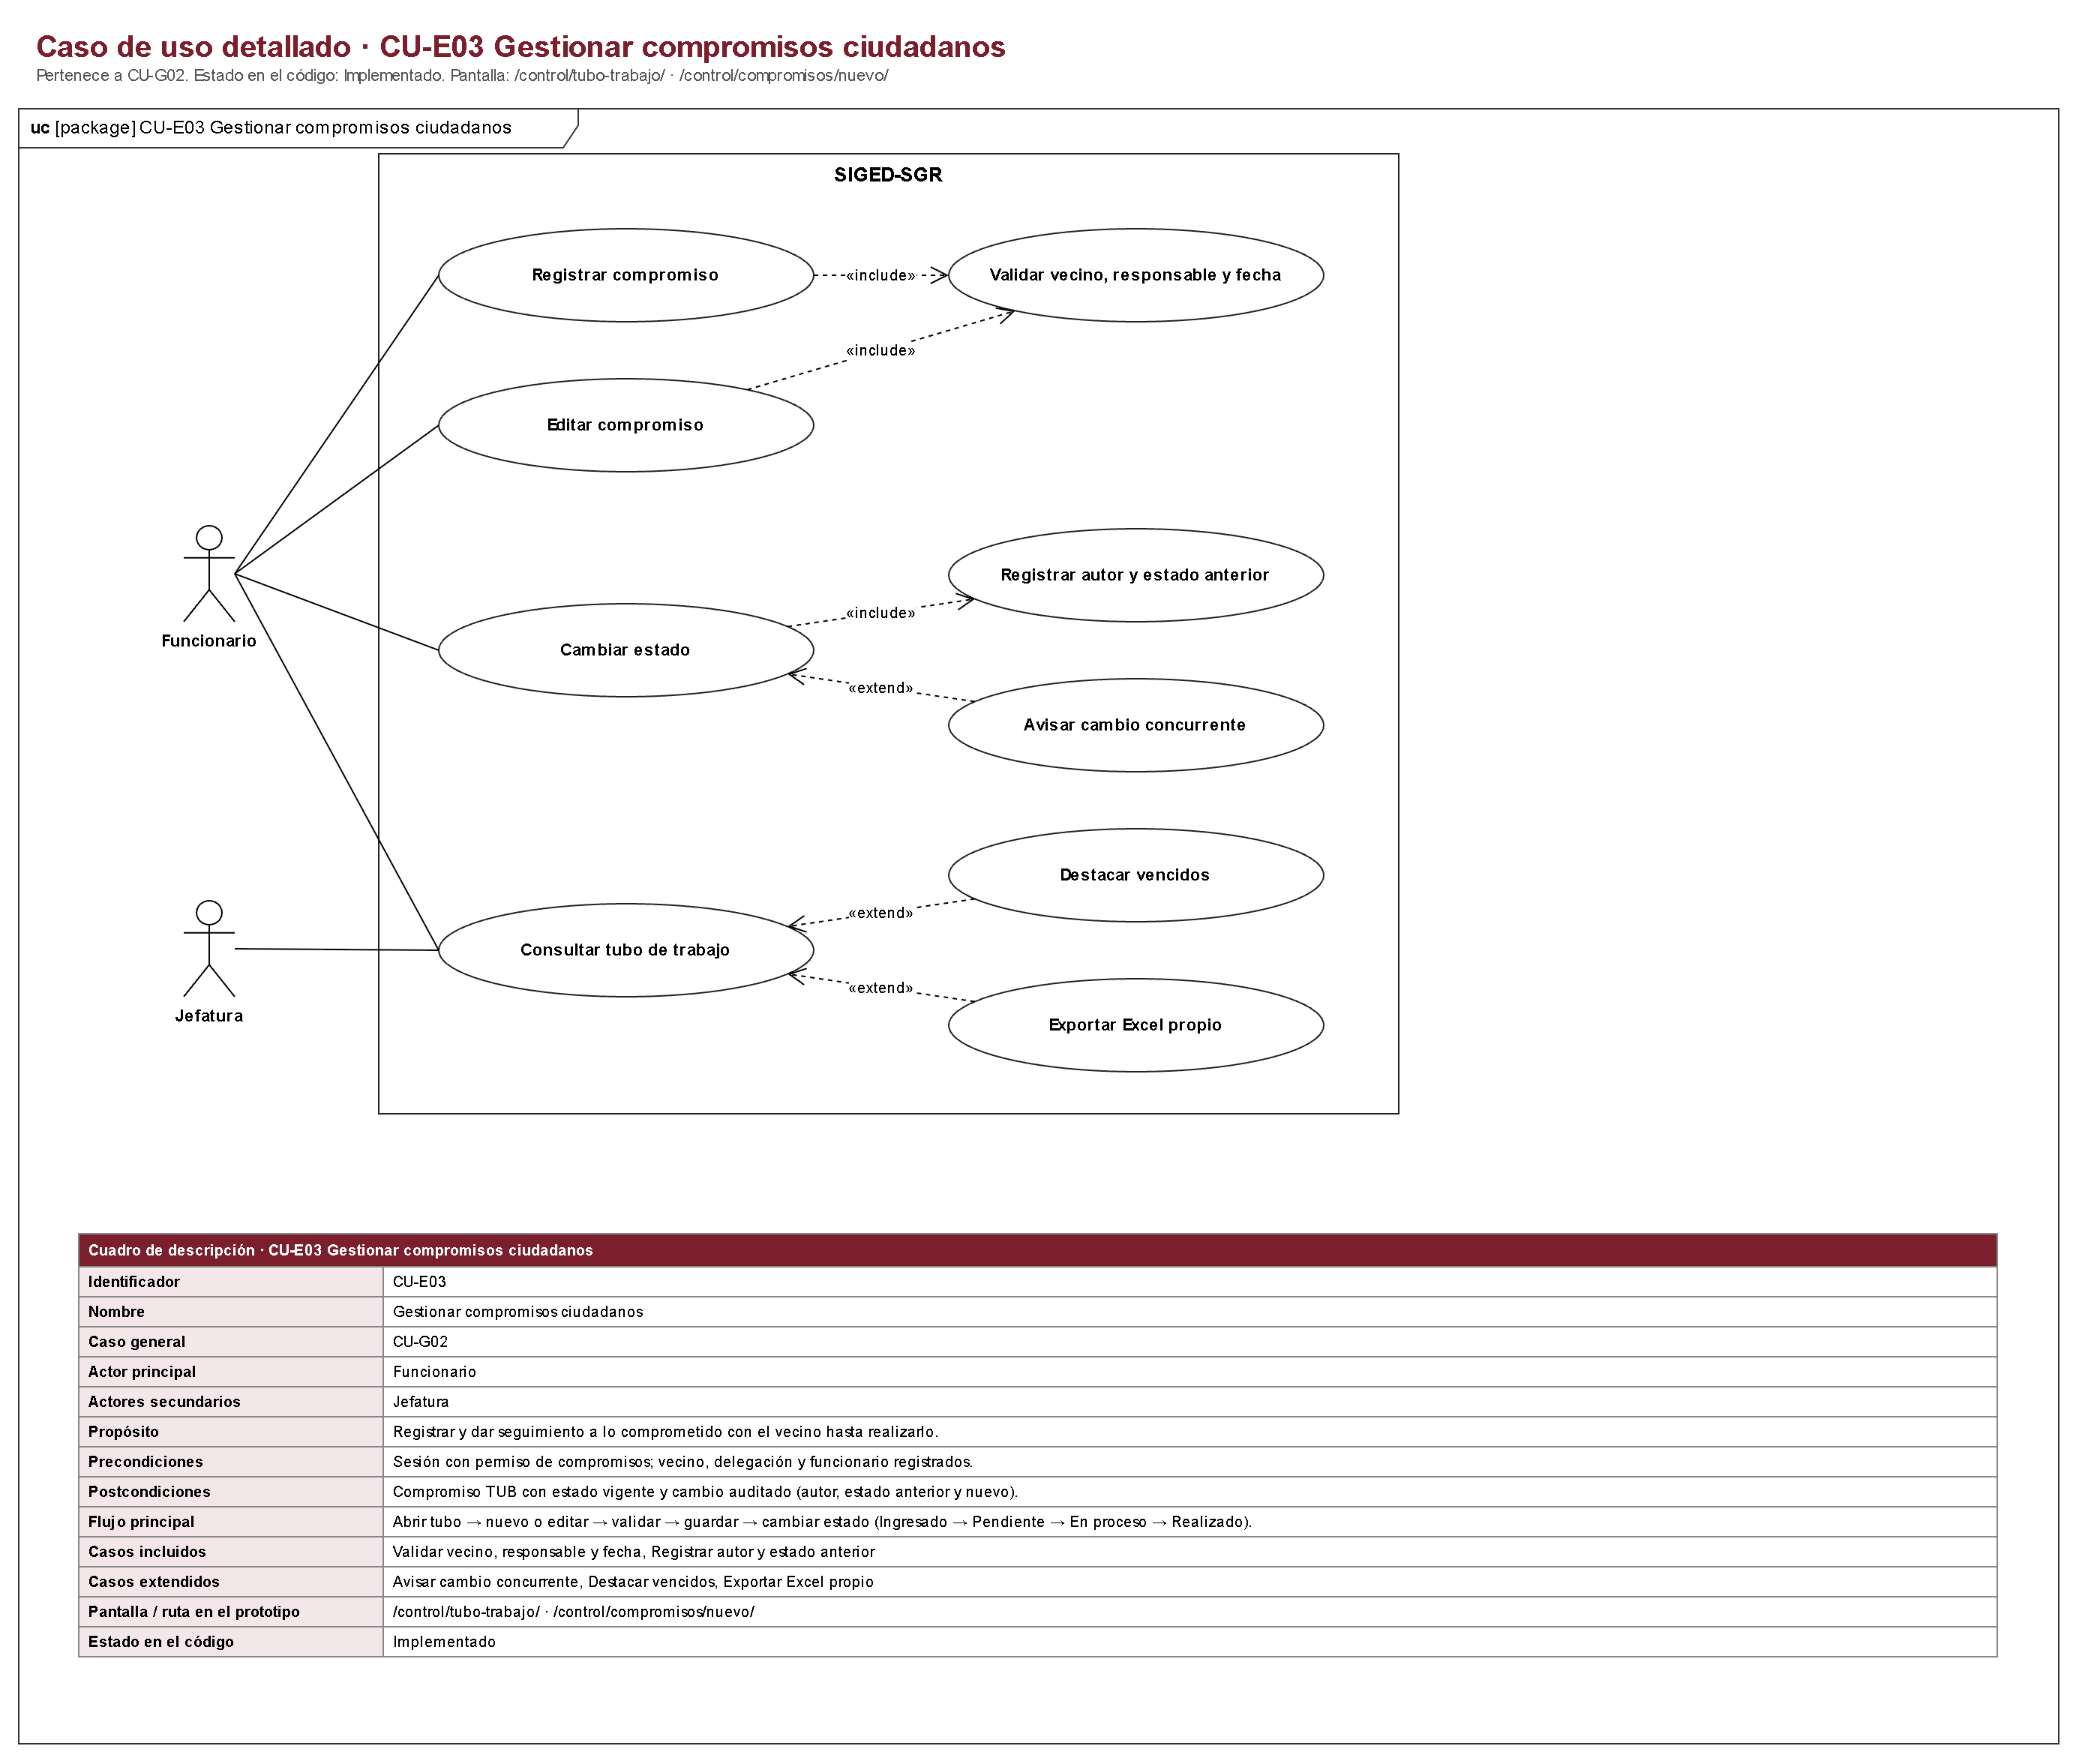 Caso de uso detallado · CU-E03 Gestionar compromisos ciudadanos
Pertenece a CU-G02. Estado en el código: Implementado. Pantalla: /control/tubo-trabajo/ · /control/compromisos/nuevo/
uc [package] CU-E03 Gestionar compromisos ciudadanos
SIGED-SGR
Registrar compromiso
«include»
Validar vecino, responsable y fecha
«include»
Editar compromiso
Registrar autor y estado anterior
«include»
Funcionario
Cambiar estado
«extend»
Avisar cambio concurrente
Destacar vencidos
«extend»
Consultar tubo de trabajo
«extend»
Jefatura
Exportar Excel propio
Cuadro de descripción · CU-E03 Gestionar compromisos ciudadanos
Identificador CU-E03
Nombre Gestionar compromisos ciudadanos
Caso general CU-G02
Actor principal Funcionario
Actores secundarios Jefatura
Propósito Registrar y dar seguimiento a lo comprometido con el vecino hasta realizarlo.
Precondiciones Sesión con permiso de compromisos; vecino, delegación y funcionario registrados.
Postcondiciones Compromiso TUB con estado vigente y cambio auditado (autor, estado anterior y nuevo).
Flujo principal Abrir tubo → nuevo o editar → validar → guardar → cambiar estado (Ingresado → Pendiente → En proceso → Realizado).
Casos incluidos Validar vecino, responsable y fecha, Registrar autor y estado anterior
Casos extendidos Avisar cambio concurrente, Destacar vencidos, Exportar Excel propio
Pantalla / ruta en el prototipo /control/tubo-trabajo/ · /control/compromisos/nuevo/
Estado en el código Implementado